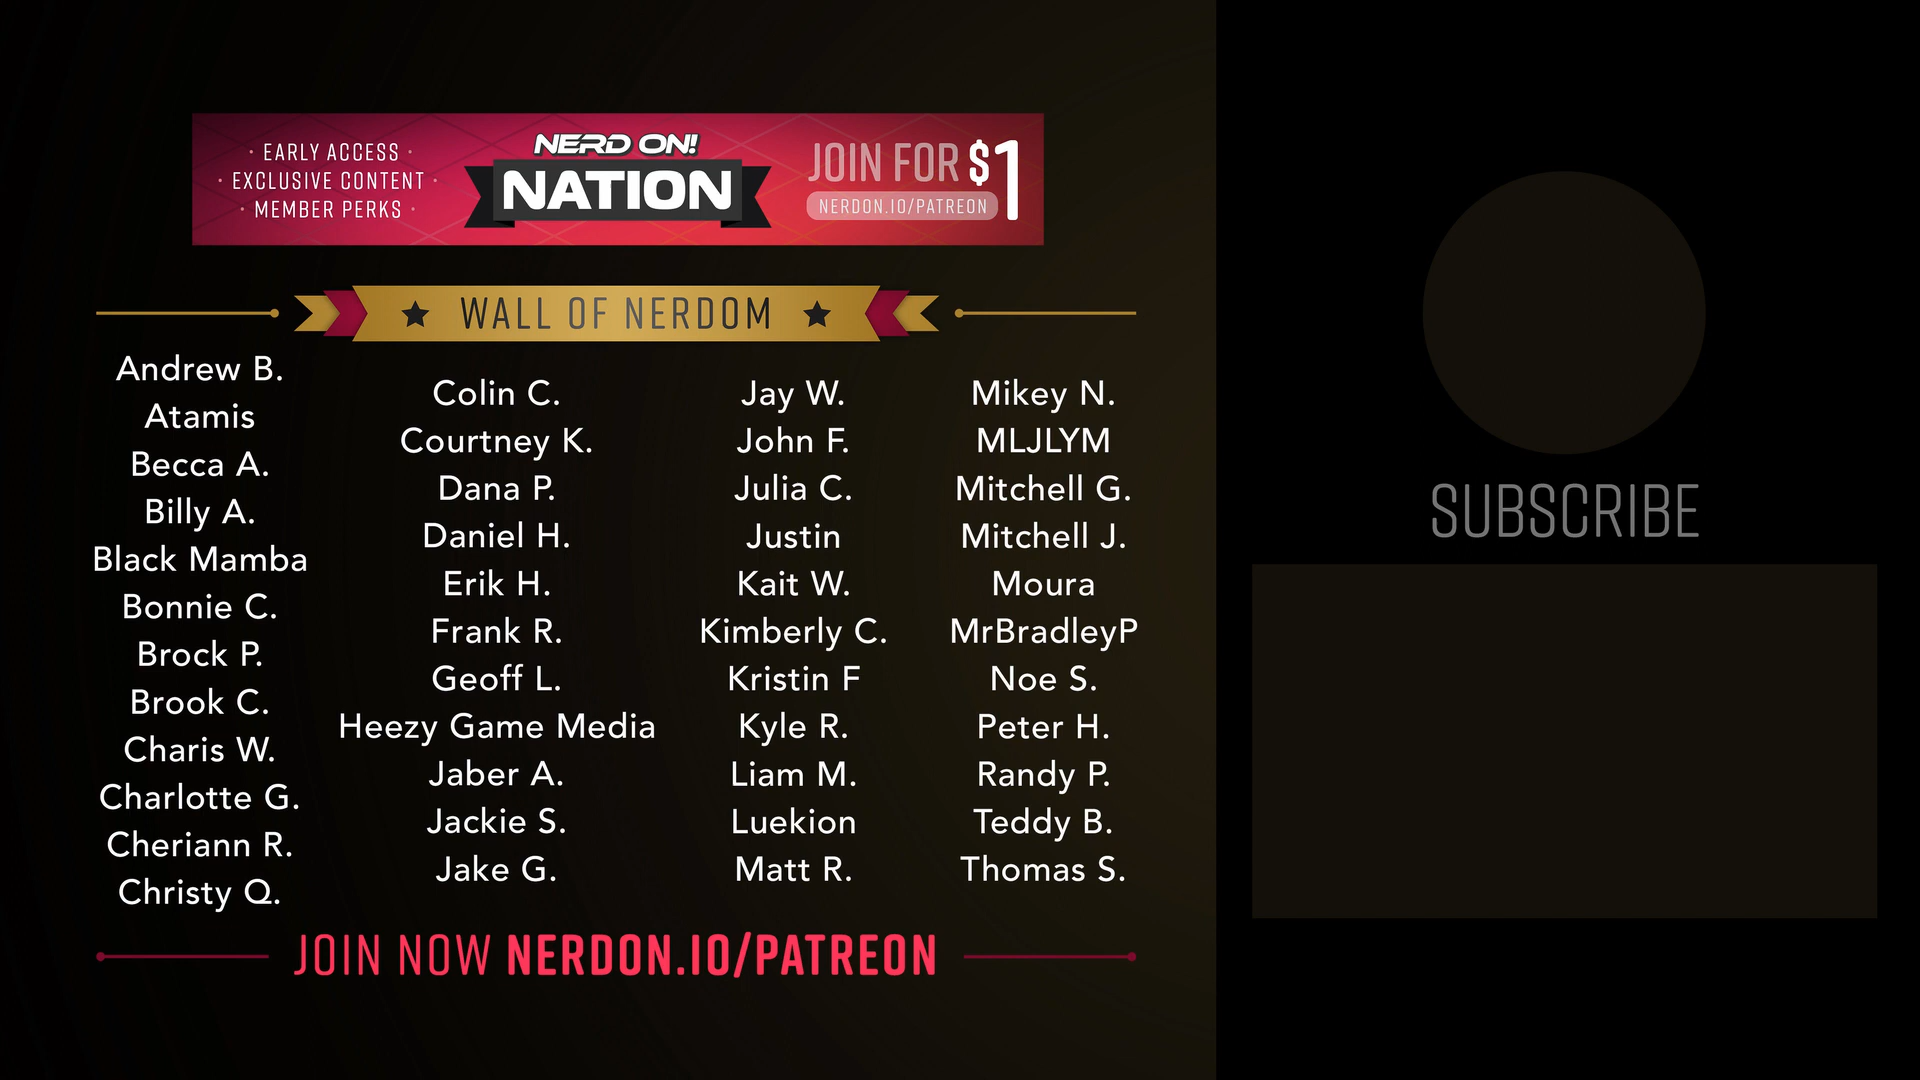 · EARLY ACCESS ·
· EXCLUSIVE CONTENT ·
· MEMBER PERKS ·
NERD ON!
NATION
JOIN FOR $1
NERDON.IO/PATREON
★ WALL OF NERDOM ★
Andrew B.
Atamis
Becca A.
Billy A.
Black Mamba
Bonnie C.
Brock P.
Brook C.
Charis W.
Charlotte G.
Cheriann R.
Christy Q.
Colin C.
Courtney K.
Dana P.
Daniel H.
Erik H.
Frank R.
Geoff L.
Heezy Game Media
Jaber A.
Jackie S.
Jake G.
Jay W.
John F.
Julia C.
Justin
Kait W.
Kimberly C.
Kristin F
Kyle R.
Liam M.
Luekion
Matt R.
Mikey N.
MLJLYM
Mitchell G.
Mitchell J.
Moura
MrBradleyP
Noe S.
Peter H.
Randy P.
Teddy B.
Thomas S.
JOIN NOW NERDON.IO/PATREON
SUBSCRIBE